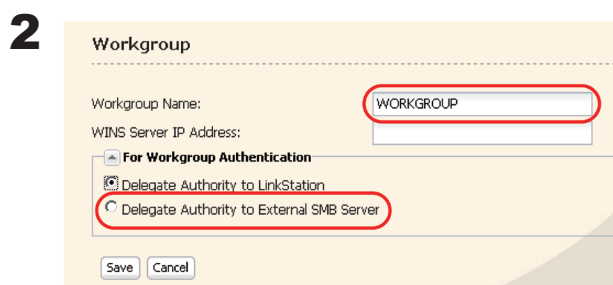 2
Workgroup
Workgroup Name: WORKGROUP
WINS Server IP Address:
For Workgroup Authentication
Delegate Authority to LinkStation
Delegate Authority to External SMB Server
Save Cancel